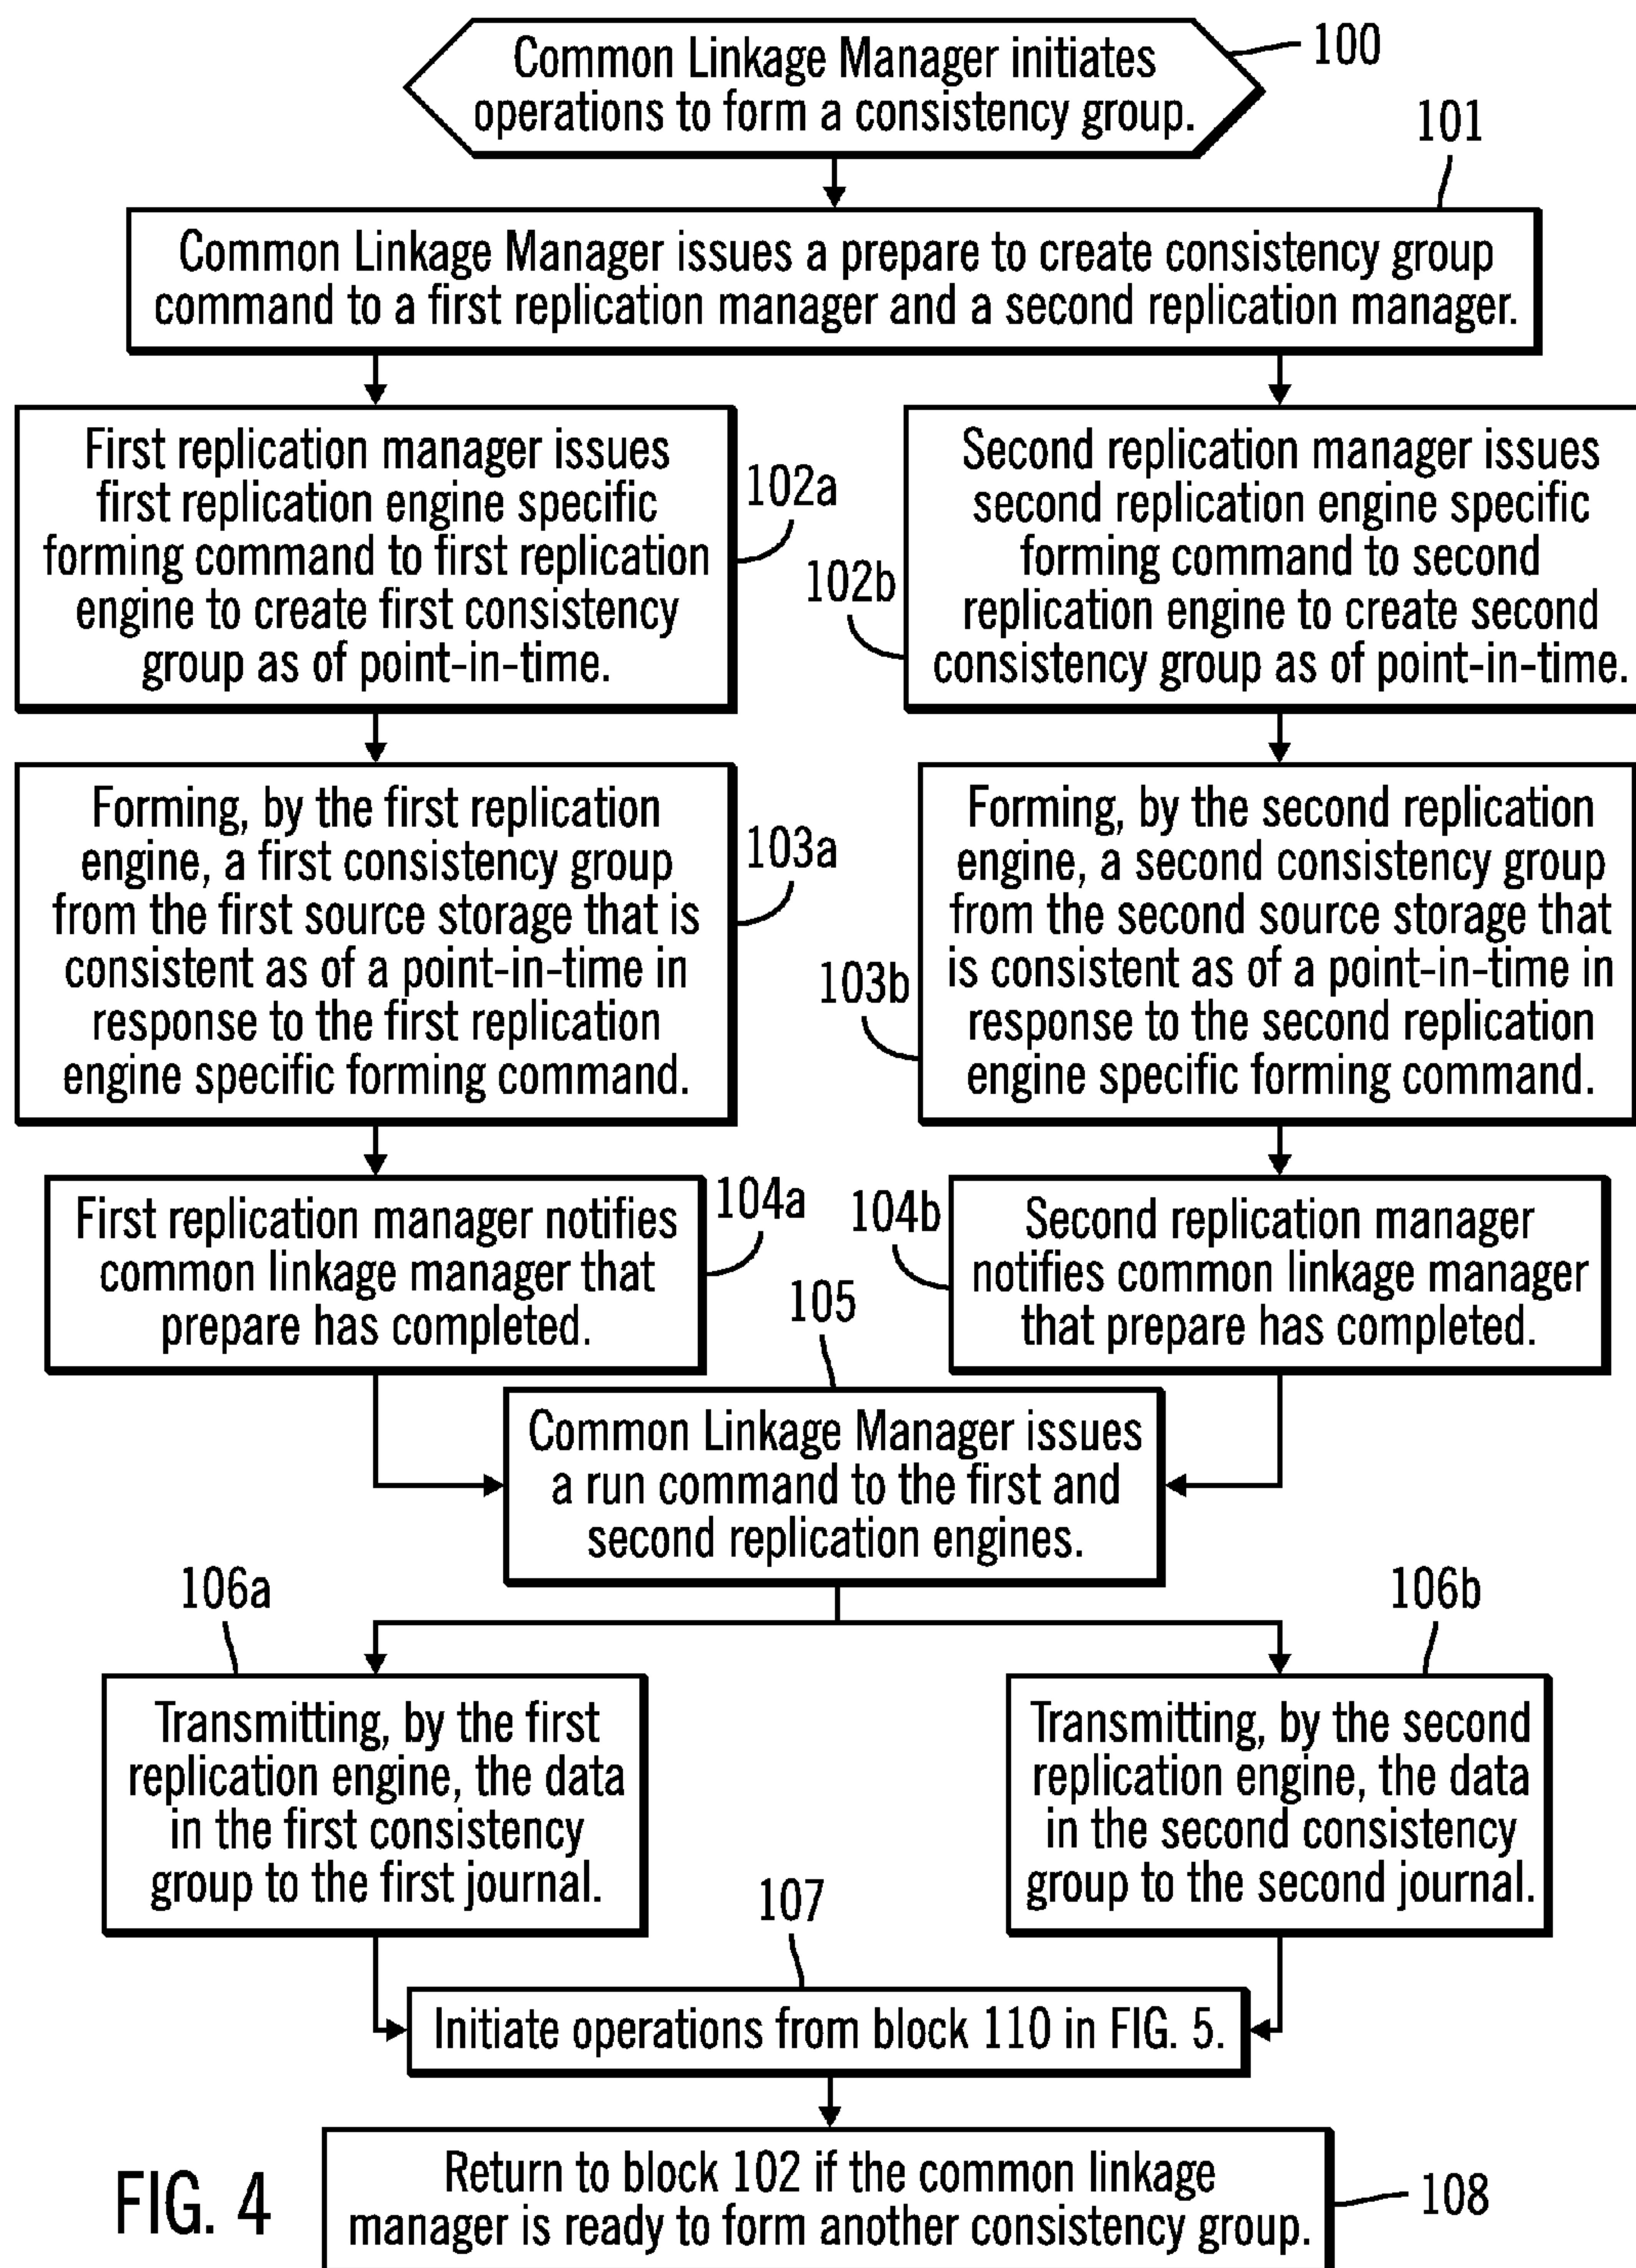 Common Linkage Manager initiates
operations to form a consistency group.
100
101
Common Linkage Manager issues a prepare to create consistency group
command to a first replication manager and a second replication manager.
First replication manager issues
first replication engine specific
forming command to first replication
engine to create first consistency
group as of point-in-time.
102a
102b
Second replication manager issues
second replication engine specific
forming command to second
replication engine to create second
consistency group as of point-in-time.
Forming, by the first replication
engine, a first consistency group
from the first source storage that is
consistent as of a point-in-time in
response to the first replication
engine specific forming command.
103a
103b
Forming, by the second replication
engine, a second consistency group
from the second source storage that
is consistent as of a point-in-time in
response to the second replication
engine specific forming command.
First replication manager notifies
common linkage manager that
prepare has completed.
104a
104b
Second replication manager
notifies common linkage manager
that prepare has completed.
105
Common Linkage Manager issues
a run command to the first and
second replication engines.
106a
Transmitting, by the first
replication engine, the data
in the first consistency
group to the first journal.
106b
Transmitting, by the second
replication engine, the data
in the second consistency
group to the second journal.
107
Initiate operations from block 110 in FIG. 5.
Return to block 102 if the common linkage
manager is ready to form another consistency group.
108
FIG. 4